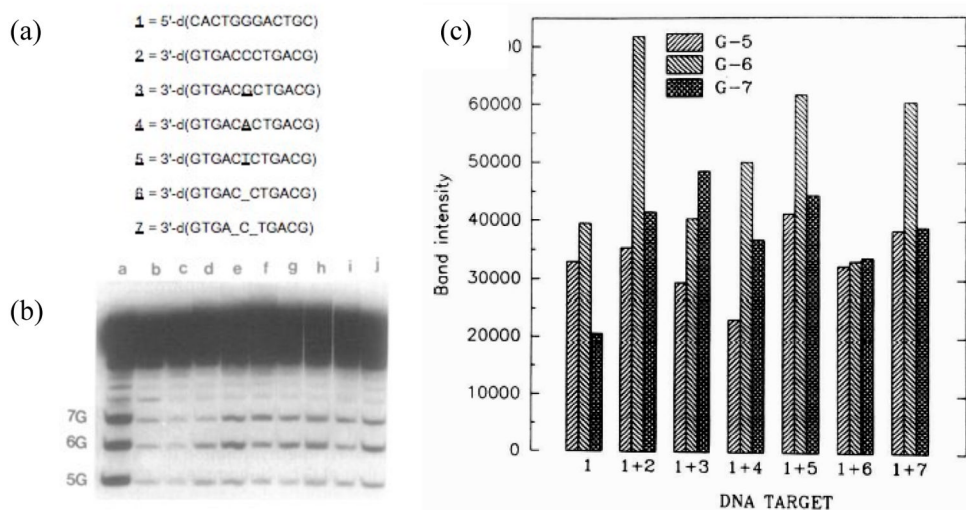 (a)
1 = 5'-d(CACTGGGACTGC)
2 = 3'-d(GTGACCCTGACG)
3 = 3'-d(GTGACGCTGACG)
4 = 3'-d(GTGACACTGACG)
5 = 3'-d(GTGACICTGACG)
6 = 3'-d(GTGAC_CTGACG)
7 = 3'-d(GTGA_C_TGACG)
(b)
a b c d e f g h i j
7G
6G
5G
(c)
G-5
G-6
G-7
00
60000
50000
40000
30000
20000
10000
0
Band intensity
1 1+2 1+3 1+4 1+5 1+6 1+7
DNA TARGET